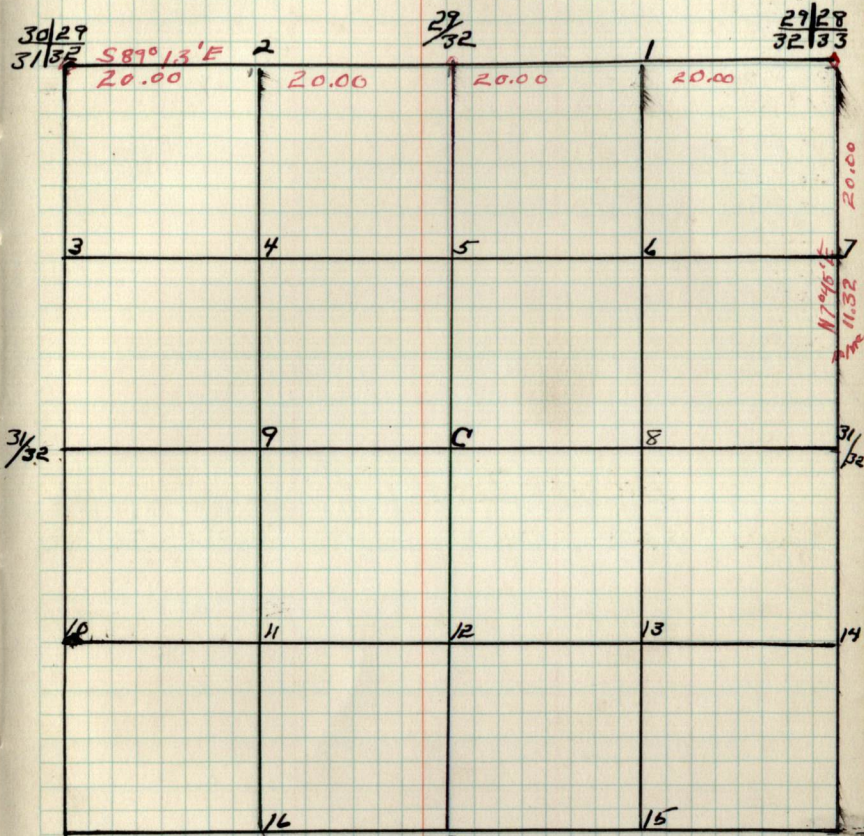 30|29 29/32 29|28
31|32 S89°13'E 2 1 32|33
20.00 20.00 20.00 20.00
20.00
3 4 5 6 7
N7°45'E
11.32
31/32 9 C 8 31/32
10 11 12 13 14
16 15